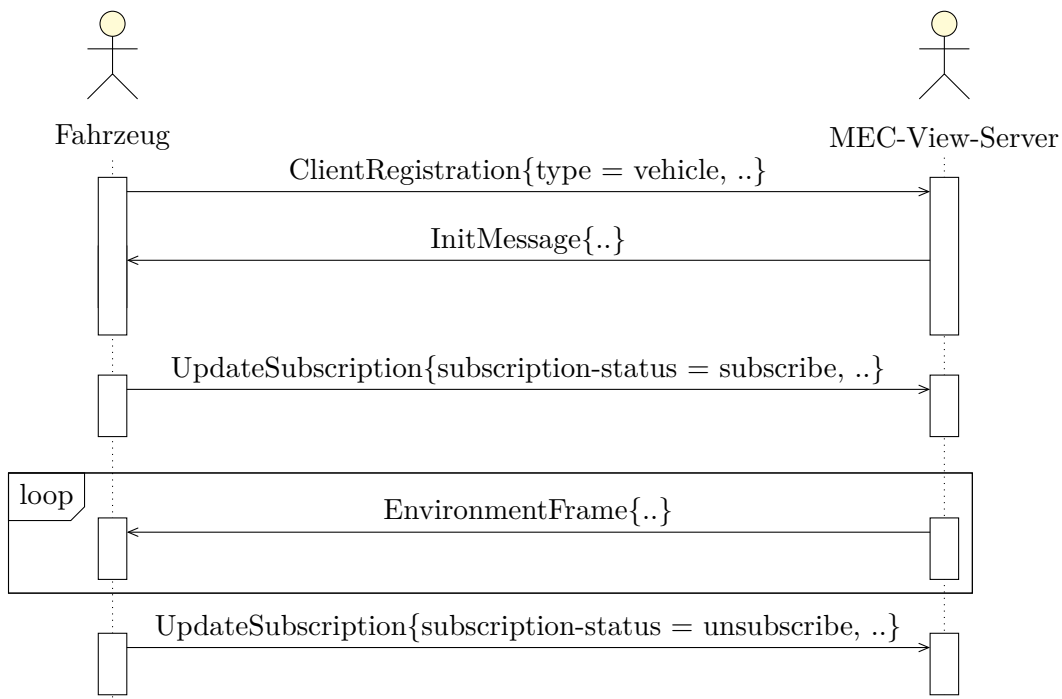 Fahrzeug
MEC-View-Server
ClientRegistration{type = vehicle, ..}
InitMessage{..}
UpdateSubscription{subscription-status = subscribe, ..}
loop
EnvironmentFrame{..}
UpdateSubscription{subscription-status = unsubscribe, ..}